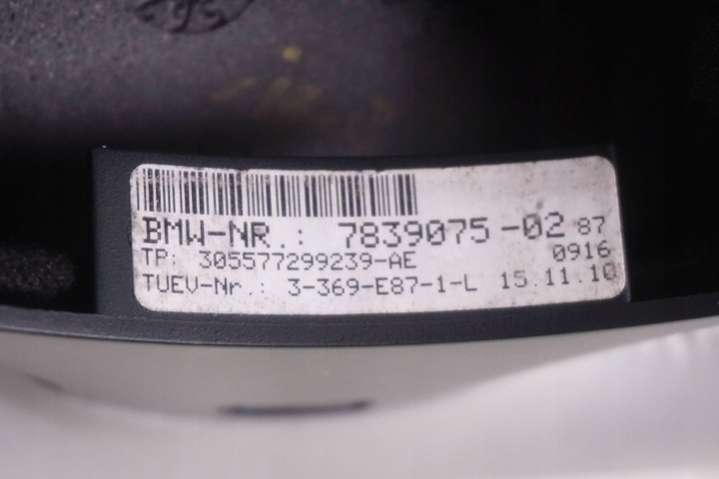 BMW-NR.: 7839075-02 87
TP: 305577299239-AE 0916
TUEV-Nr.: 3-369-E87-1-L 15.11.10